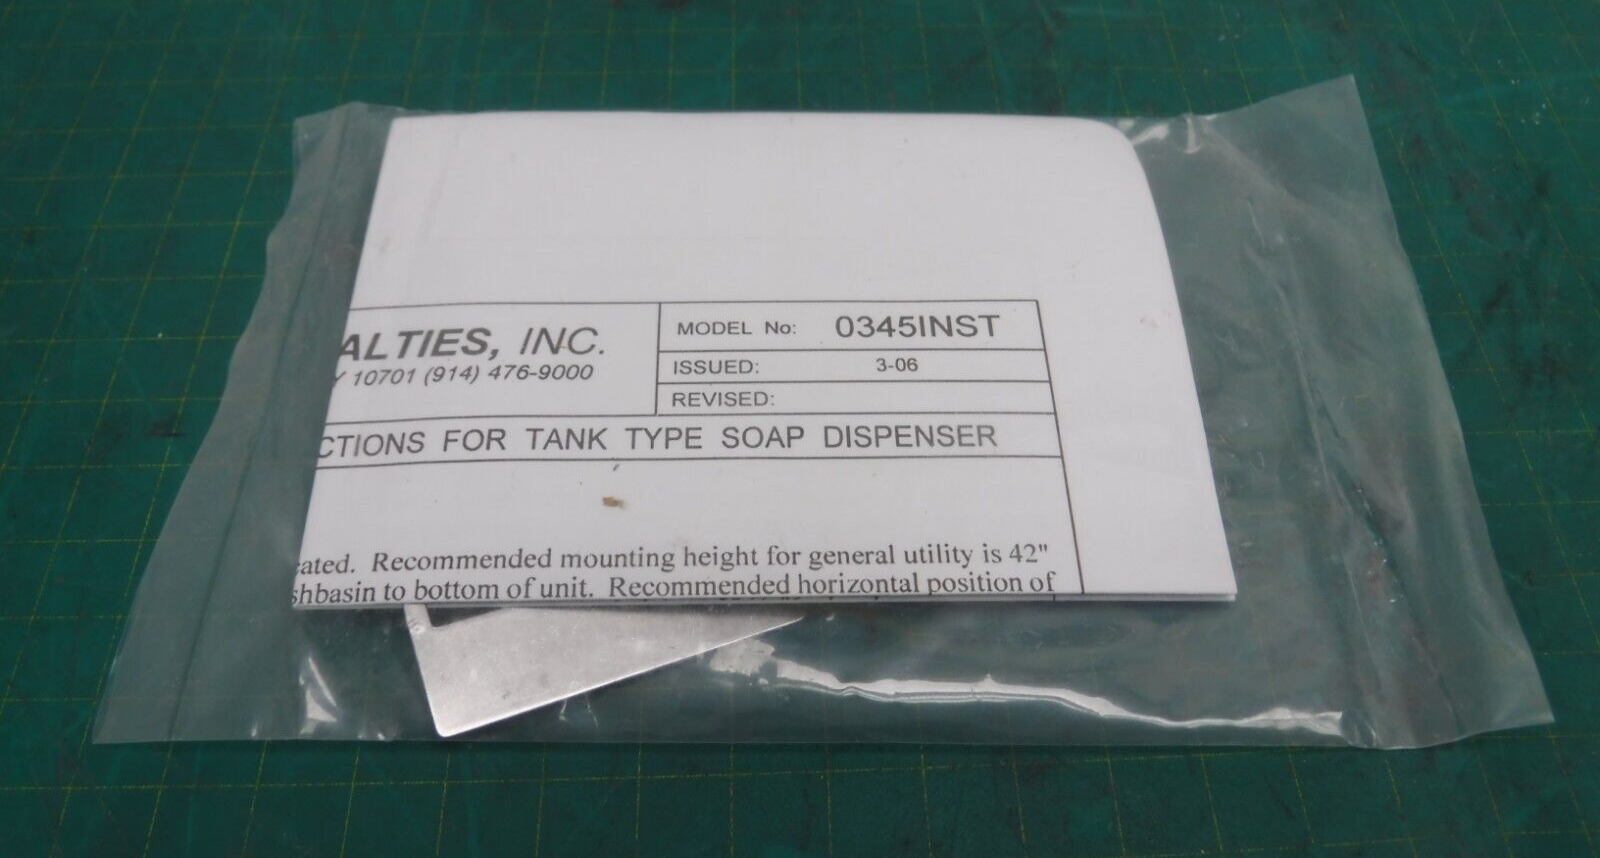 ALTIES, INC.
Y 10701 (914) 476-9000
MODEL No: 0345INST
ISSUED: 3-06
REVISED:
CTIONS FOR TANK TYPE SOAP DISPENSER
cated. Recommended mounting height for general utility is 42"
shbasin to bottom of unit. Recommended horizontal position of